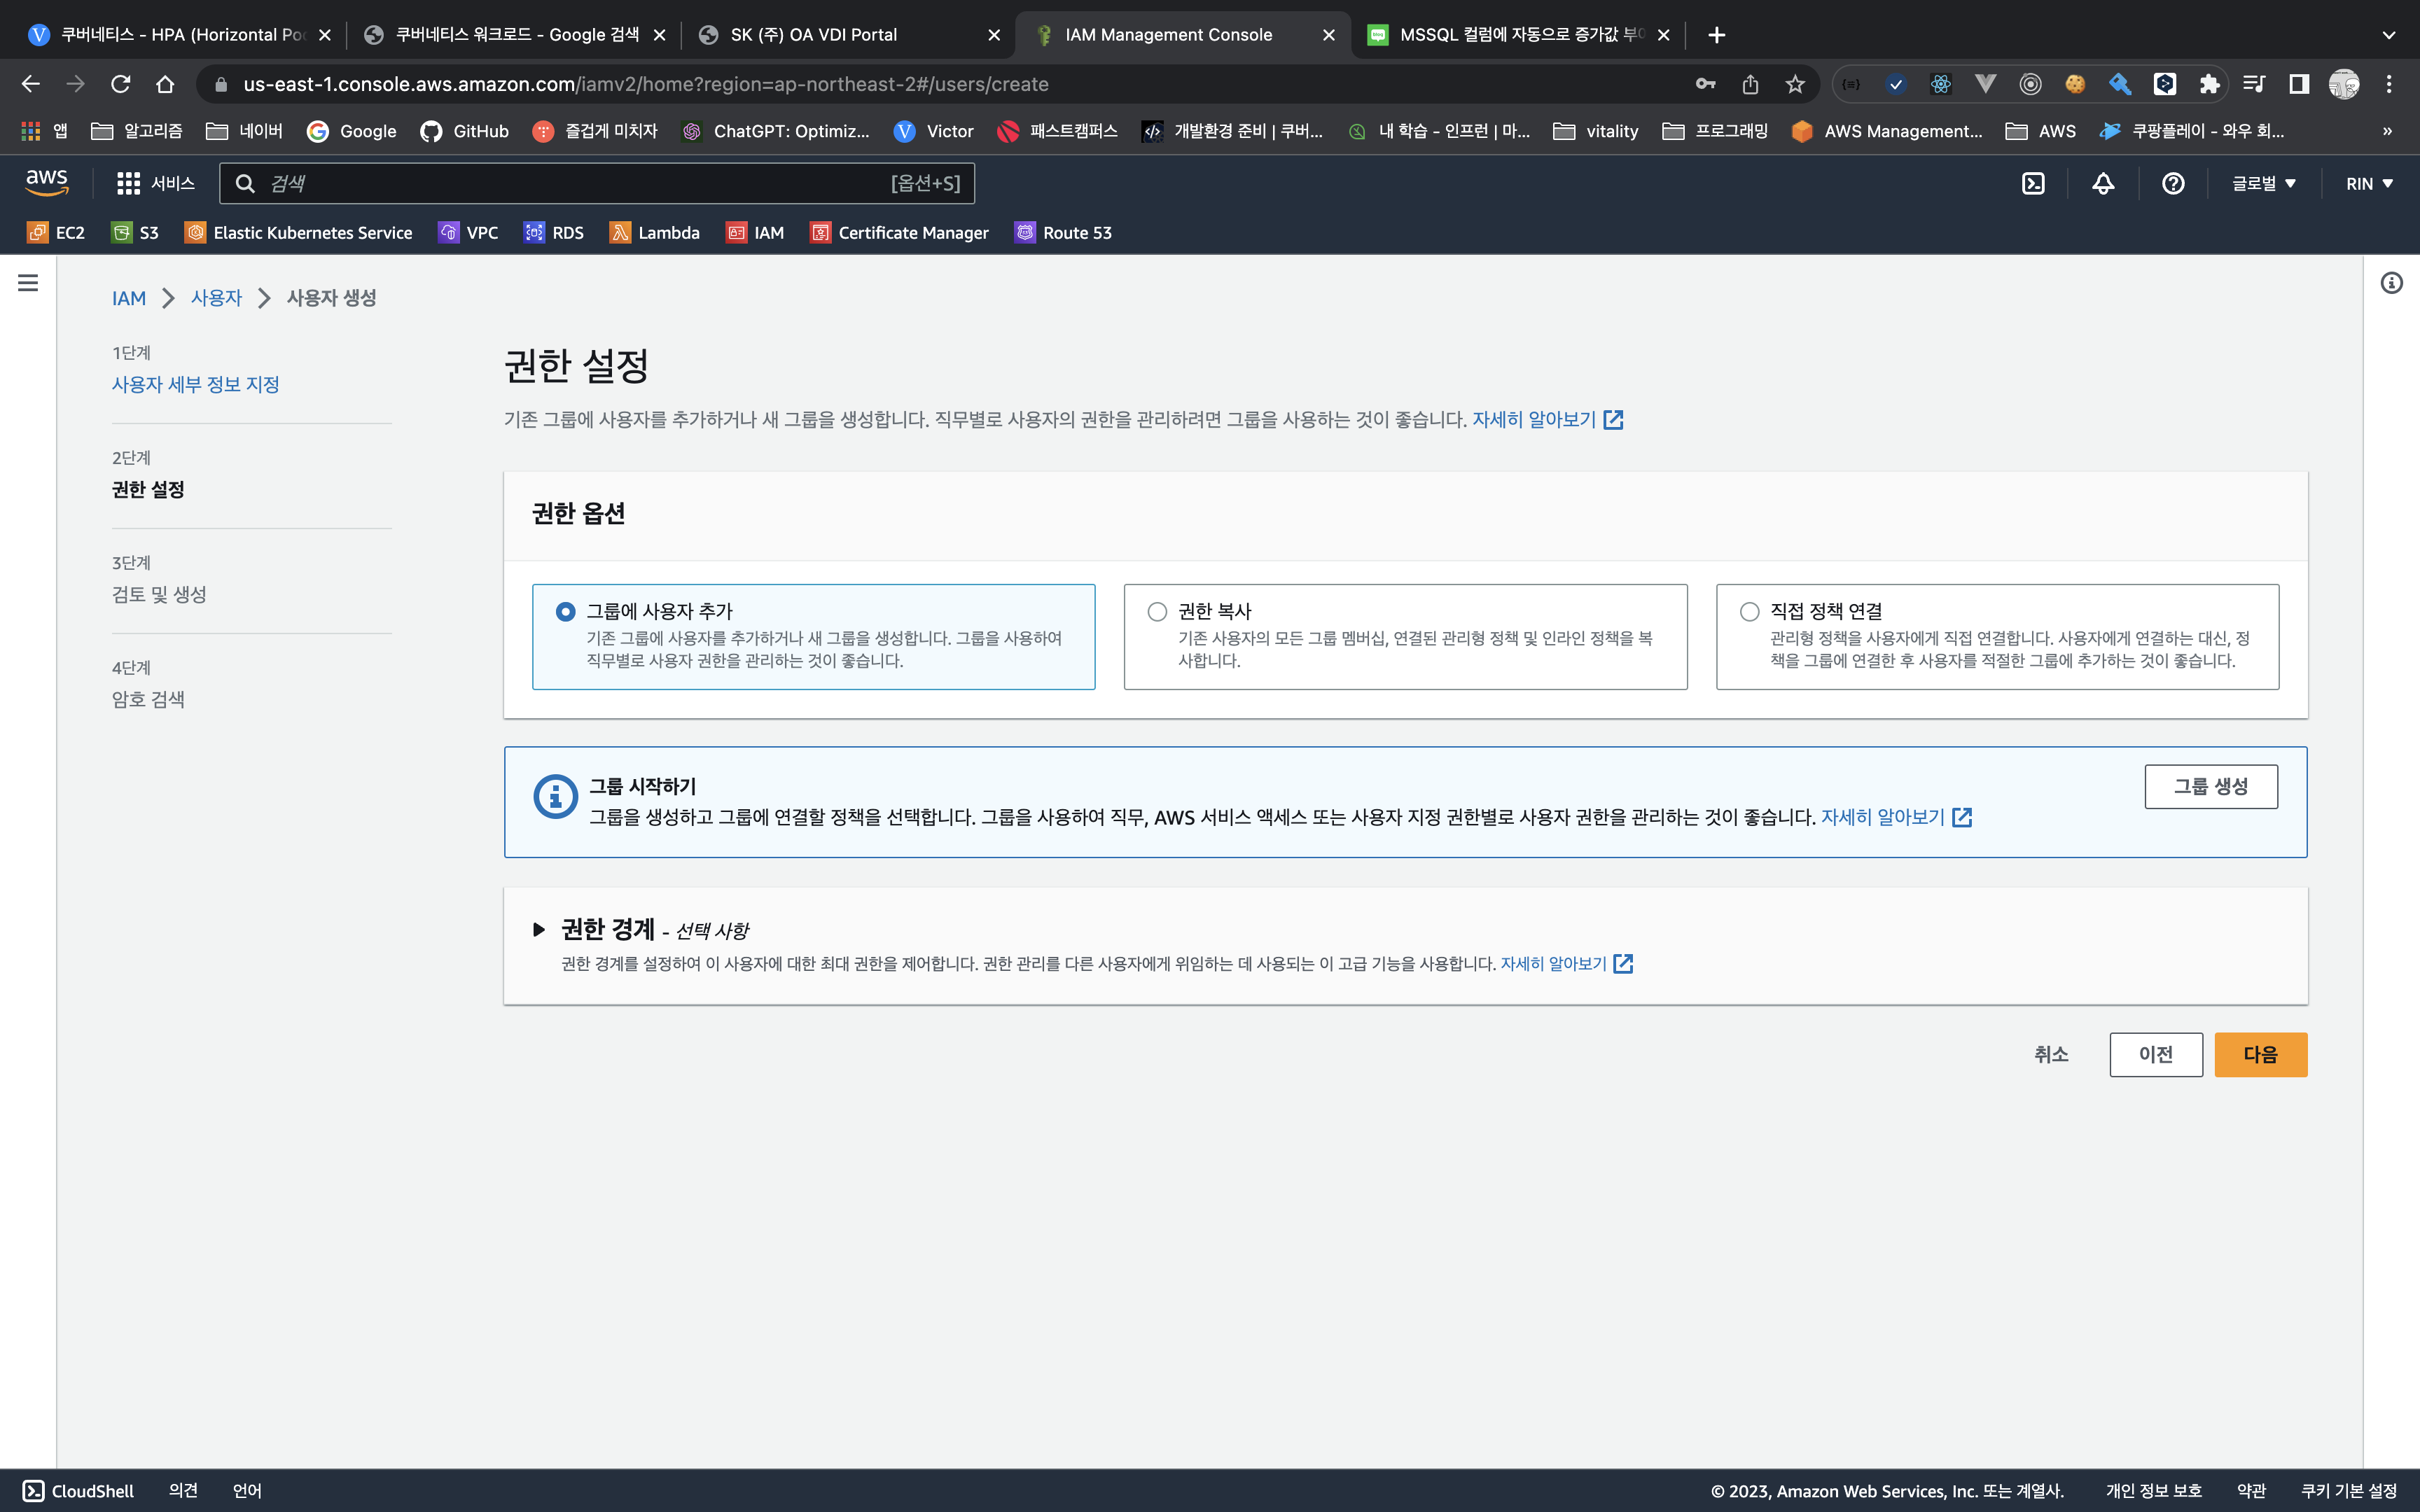 쿠버네티스 - HPA (Horizontal Po
쿠버네티스 워크로드 - Google 검색
SK (주) OA VDI Portal
IAM Management Console
MSSQL 컬럼에 자동으로 증가값 부
us-east-1.console.aws.amazon.com/iamv2/home?region=ap-northeast-2#/users/create
앱
알고리즘
네이버
Google
GitHub
즐겁게 미치자
ChatGPT: Optimiz...
Victor
패스트캠퍼스
개발환경 준비 | 쿠버...
내 학습 - 인프런 | 마...
vitality
프로그래밍
AWS Management...
AWS
쿠팡플레이 - 와우 회...
»
aws
서비스
검색
[옵션+S]
글로벌
RIN
EC2
S3
Elastic Kubernetes Service
VPC
RDS
Lambda
IAM
Certificate Manager
Route 53
IAM
사용자
사용자 생성
1단계
사용자 세부 정보 지정
2단계
권한 설정
3단계
검토 및 생성
4단계
암호 검색
권한 설정
기존 그룹에 사용자를 추가하거나 새 그룹을 생성합니다. 직무별로 사용자의 권한을 관리하려면 그룹을 사용하는 것이 좋습니다. 자세히 알아보기
권한 옵션
그룹에 사용자 추가
기존 그룹에 사용자를 추가하거나 새 그룹을 생성합니다. 그룹을 사용하여
직무별로 사용자 권한을 관리하는 것이 좋습니다.
권한 복사
기존 사용자의 모든 그룹 멤버십, 연결된 관리형 정책 및 인라인 정책을 복
사합니다.
직접 정책 연결
관리형 정책을 사용자에게 직접 연결합니다. 사용자에게 연결하는 대신, 정
책을 그룹에 연결한 후 사용자를 적절한 그룹에 추가하는 것이 좋습니다.
그룹 시작하기
그룹을 생성하고 그룹에 연결할 정책을 선택합니다. 그룹을 사용하여 직무, AWS 서비스 액세스 또는 사용자 지정 권한별로 사용자 권한을 관리하는 것이 좋습니다. 자세히 알아보기
그룹 생성
권한 경계 - 선택 사항
권한 경계를 설정하여 이 사용자에 대한 최대 권한을 제어합니다. 권한 관리를 다른 사용자에게 위임하는 데 사용되는 이 고급 기능을 사용합니다. 자세히 알아보기
취소
이전
다음
CloudShell
의견
언어
© 2023, Amazon Web Services, Inc. 또는 계열사.
개인 정보 보호
약관
쿠키 기본 설정